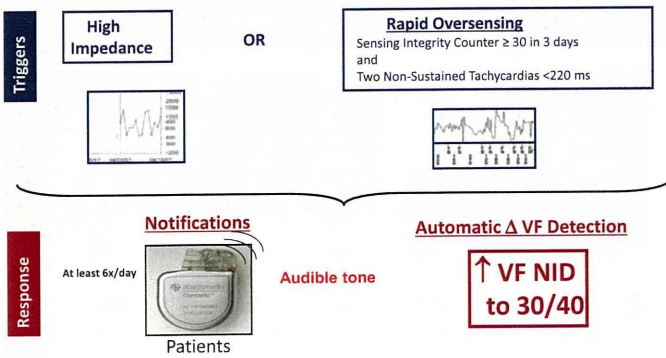 Triggers
High
Impedance
OR
Rapid Oversensing
Sensing Integrity Counter ≥ 30 in 3 days
and
Two Non-Sustained Tachycardias <220 ms
Response
Notifications
At least 6x/day
Audible tone
Patients
Automatic Δ VF Detection
↑ VF NID
to 30/40